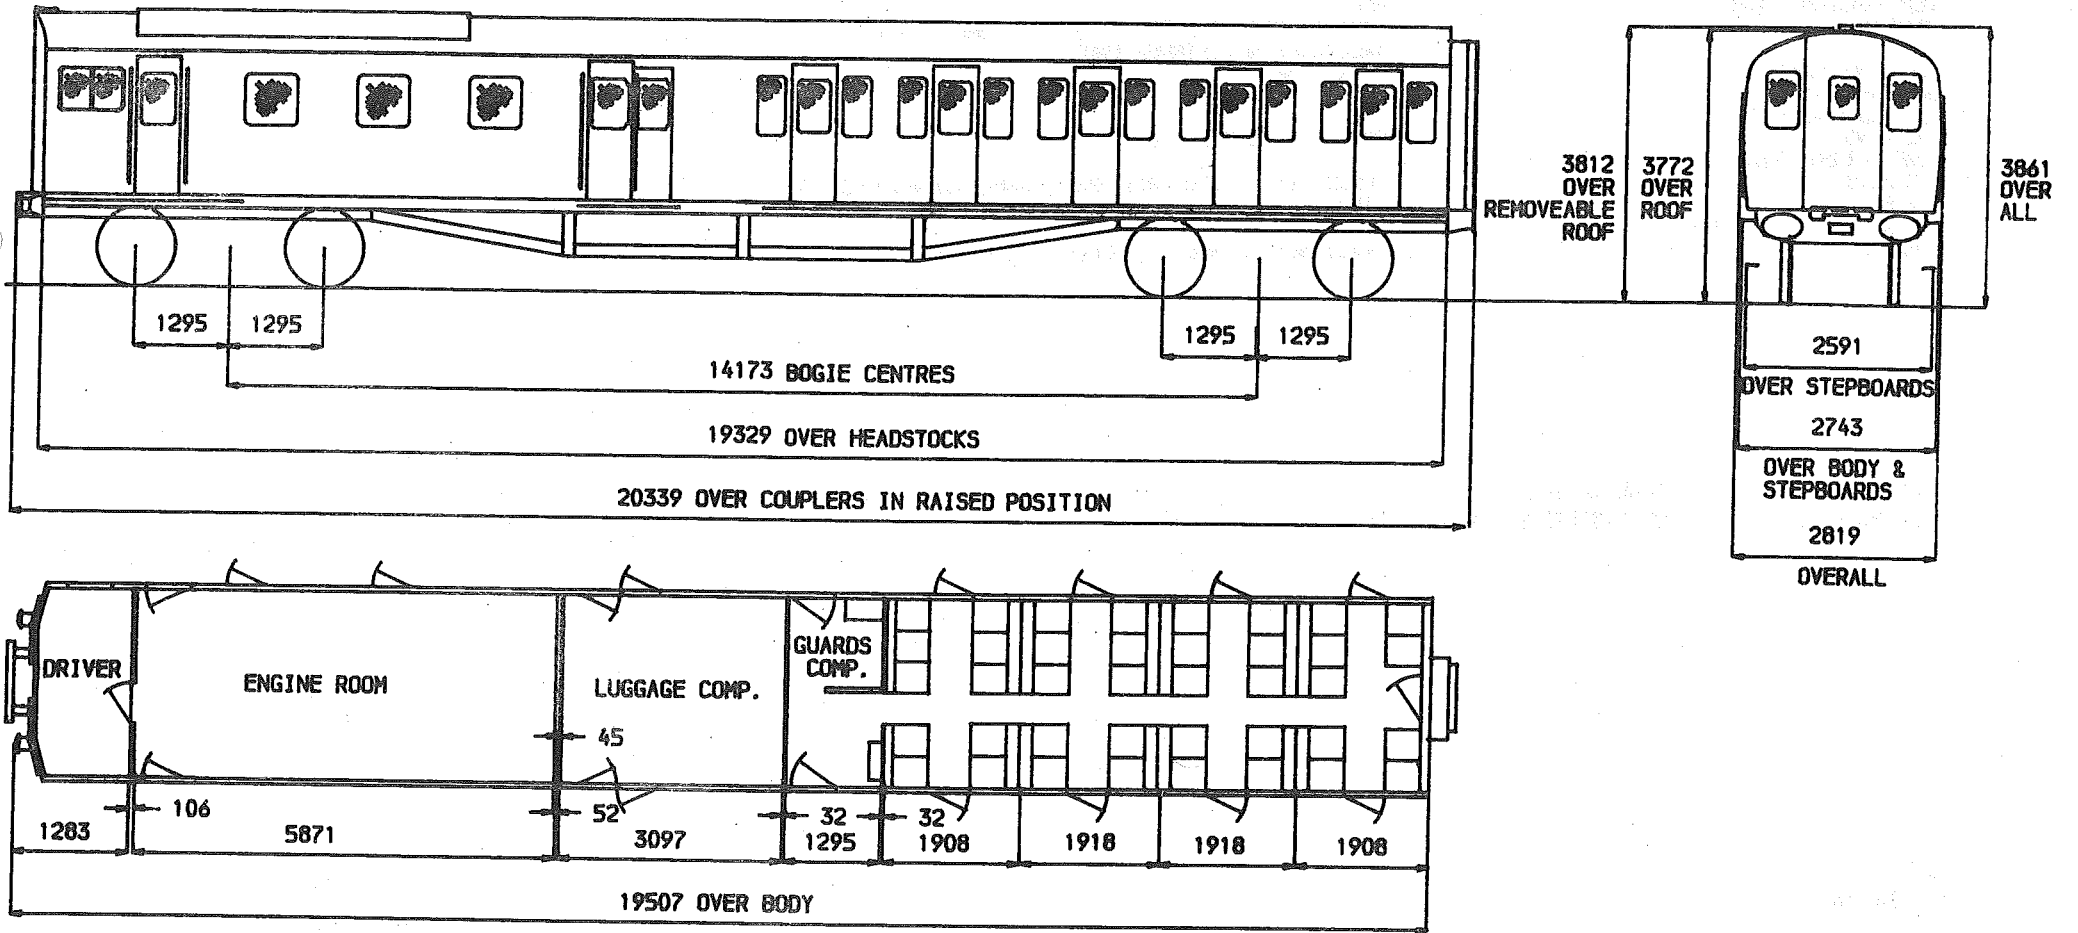 3812
OVER
REMOVEABLE
ROOF
3772
OVER
ROOF
3861
OVER
ALL
1295
1295
1295
1295
14173 BOGIE CENTRES
19329 OVER HEADSTOCKS
20339 OVER COUPLERS IN RAISED POSITION
2591
OVER STEPBOARDS
2743
OVER BODY &
STEPBOARDS
2819
OVERALL
DRIVER
ENGINE ROOM
LUGGAGE COMP.
GUARDS
COMP.
45
106
52
32
32
1283
5871
3097
1295
1908
1918
1918
1908
19507 OVER BODY